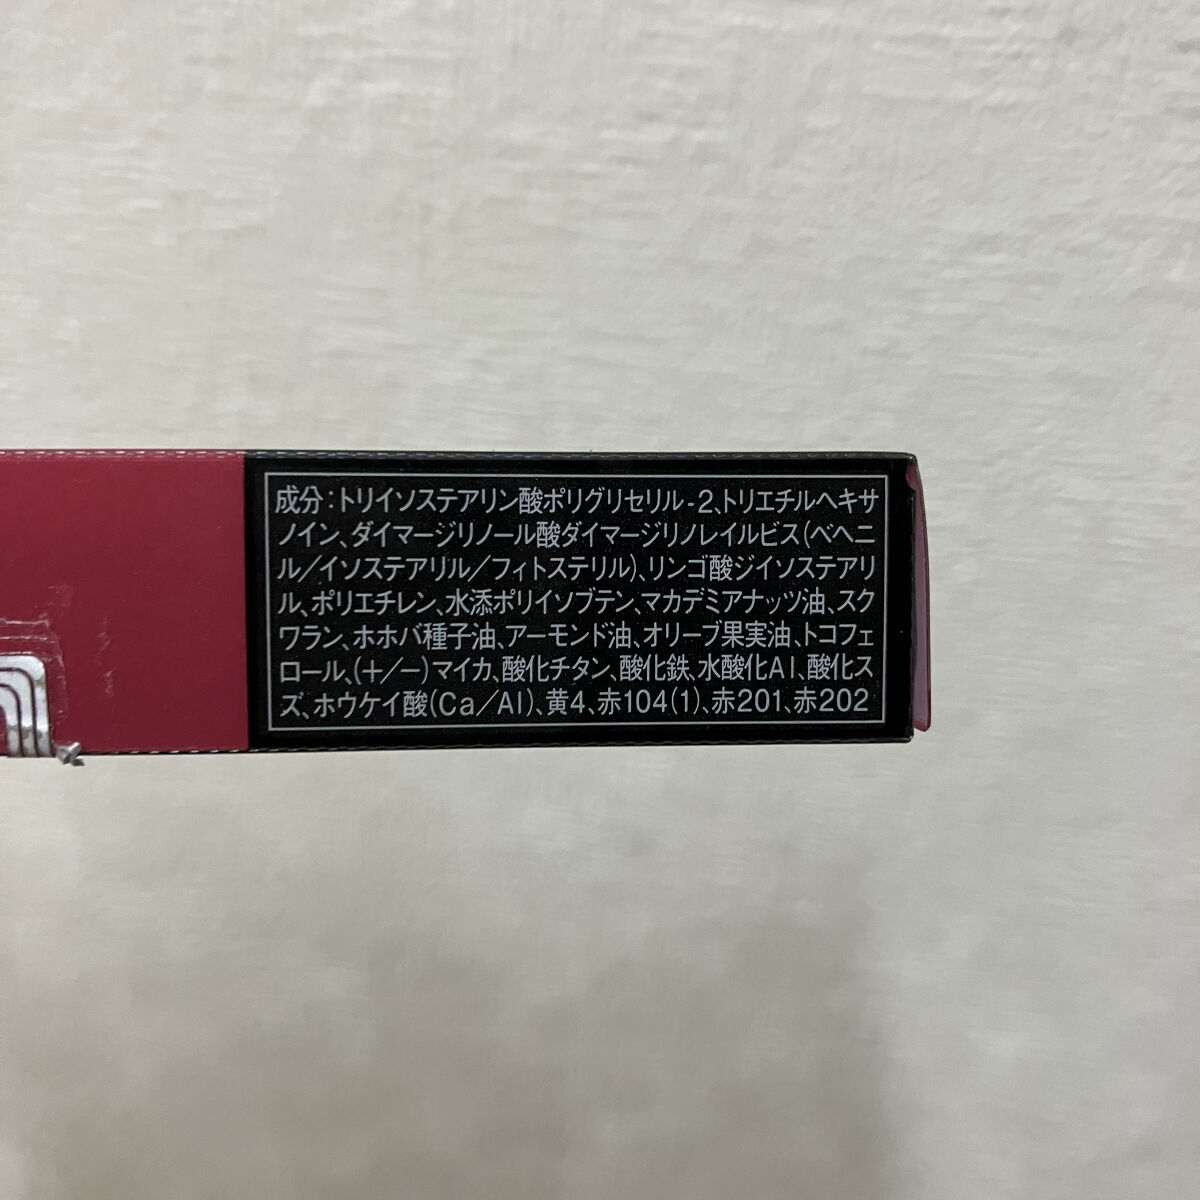 成分：トリイソステアリン酸ポリグリセリル-2、トリエチルヘキサ
ノイン、ダイマージリノール酸ダイマージリノレイルビス(ベヘニ
ル／イソステアリル／フィトステリル)、リンゴ酸ジイソステアリ
ル、ポリエチレン、水添ポリイソブテン、マカデミアナッツ油、スク
ワラン、ホホバ種子油、アーモンド油、オリーブ果実油、トコフェ
ロール、(＋／－)マイカ、酸化チタン、酸化鉄、水酸化Al、酸化ス
ズ、ホウケイ酸(Ca／Al)、黄4、赤104(1)、赤201、赤202